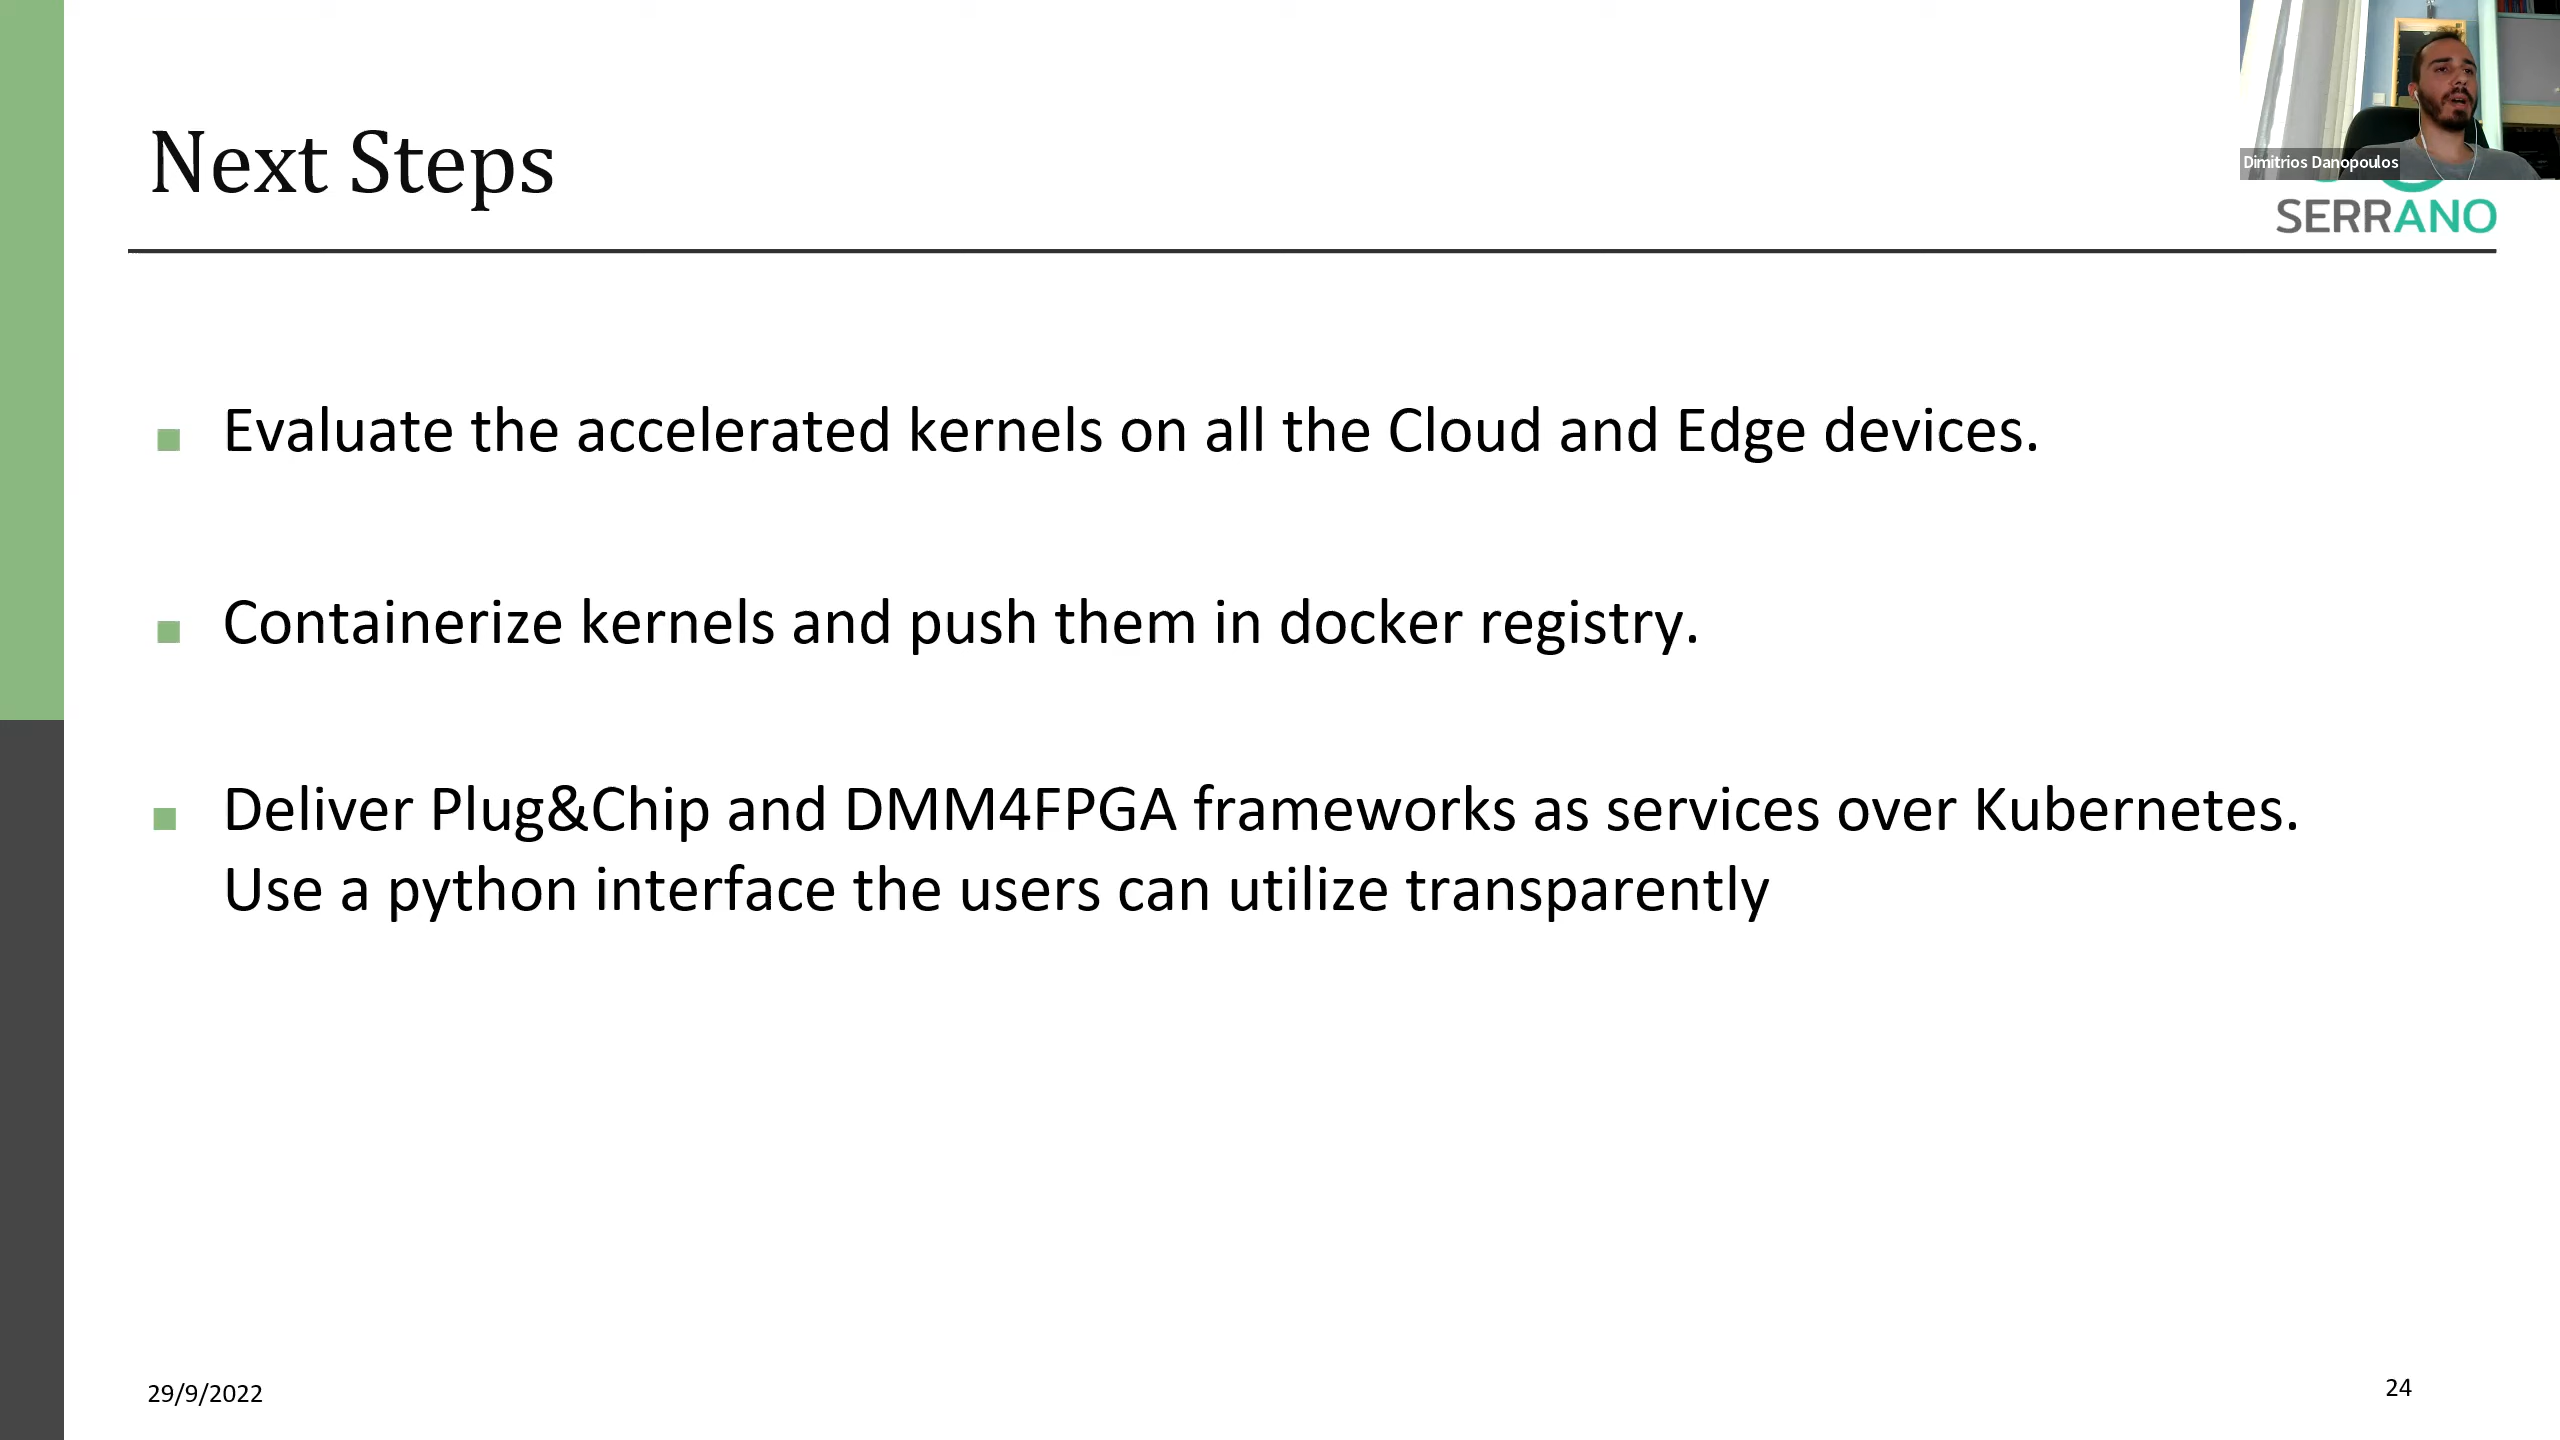 Dimitrios Danopoulos
Next Steps
SERRANO
Evaluate the accelerated kernels on all the Cloud and Edge devices.
Containerize kernels and push them in docker registry.
Deliver Plug&Chip and DMM4FPGA frameworks as services over Kubernetes.
Use a python interface the users can utilize transparently
29/9/2022
24